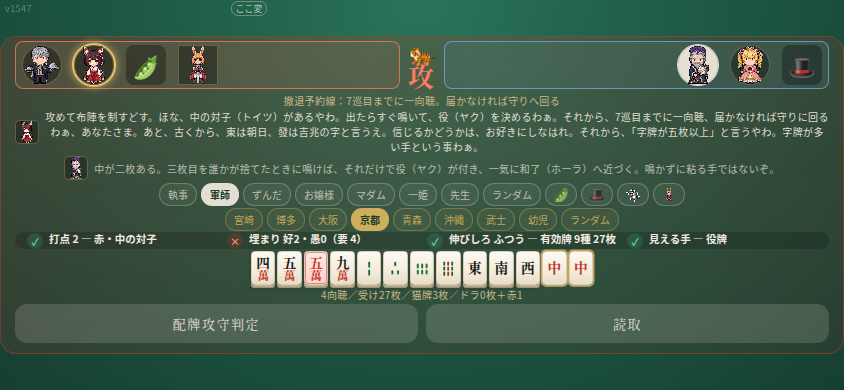 v1547
ここ変
攻
撤退予約線：7巡目までに一向聴。届かなければ守りへ回る
攻めて布陣を制すどす。ほな、中の対子（トイツ）があるやわ。出たらすぐ鳴いて、役（ヤク）を決めるわぁ。それから、7巡目までに一向聴、届かなければ守りに回る
わぁ、あなたさま。あと、古くから、東は朝日、發は吉兆の字と言うえ。信じるかどうかは、お好きにしなはれ。それから、「字牌が五枚以上」と言うやわ。字牌が多
い手という事わぁ。
中が二枚ある。三枚目を誰かが捨てたときに鳴けば、それだけで役（ヤク）が付き、一気に和了（ホーラ）へ近づく。鳴かずに粘る手ではないぞ。
執事 軍師 ずんだ お嬢様 マダム 一姫 先生 ランダム
宮崎 博多 大阪 京都 青森 沖縄 武士 幼児 ランダム
✓ 打点 2 ― 赤・中の対子 ✕ 埋まり 好2・愚0（要 4） ✓ 伸びしろ ふつう ― 有効牌 9種 27枚 ✓ 見える手 ― 役牌
四萬 五萬 五萬 九萬 東 南 西 中 中
4向聴／受け27枚／猫牌3枚／ドラ0枚＋赤1
配牌攻守判定 読取